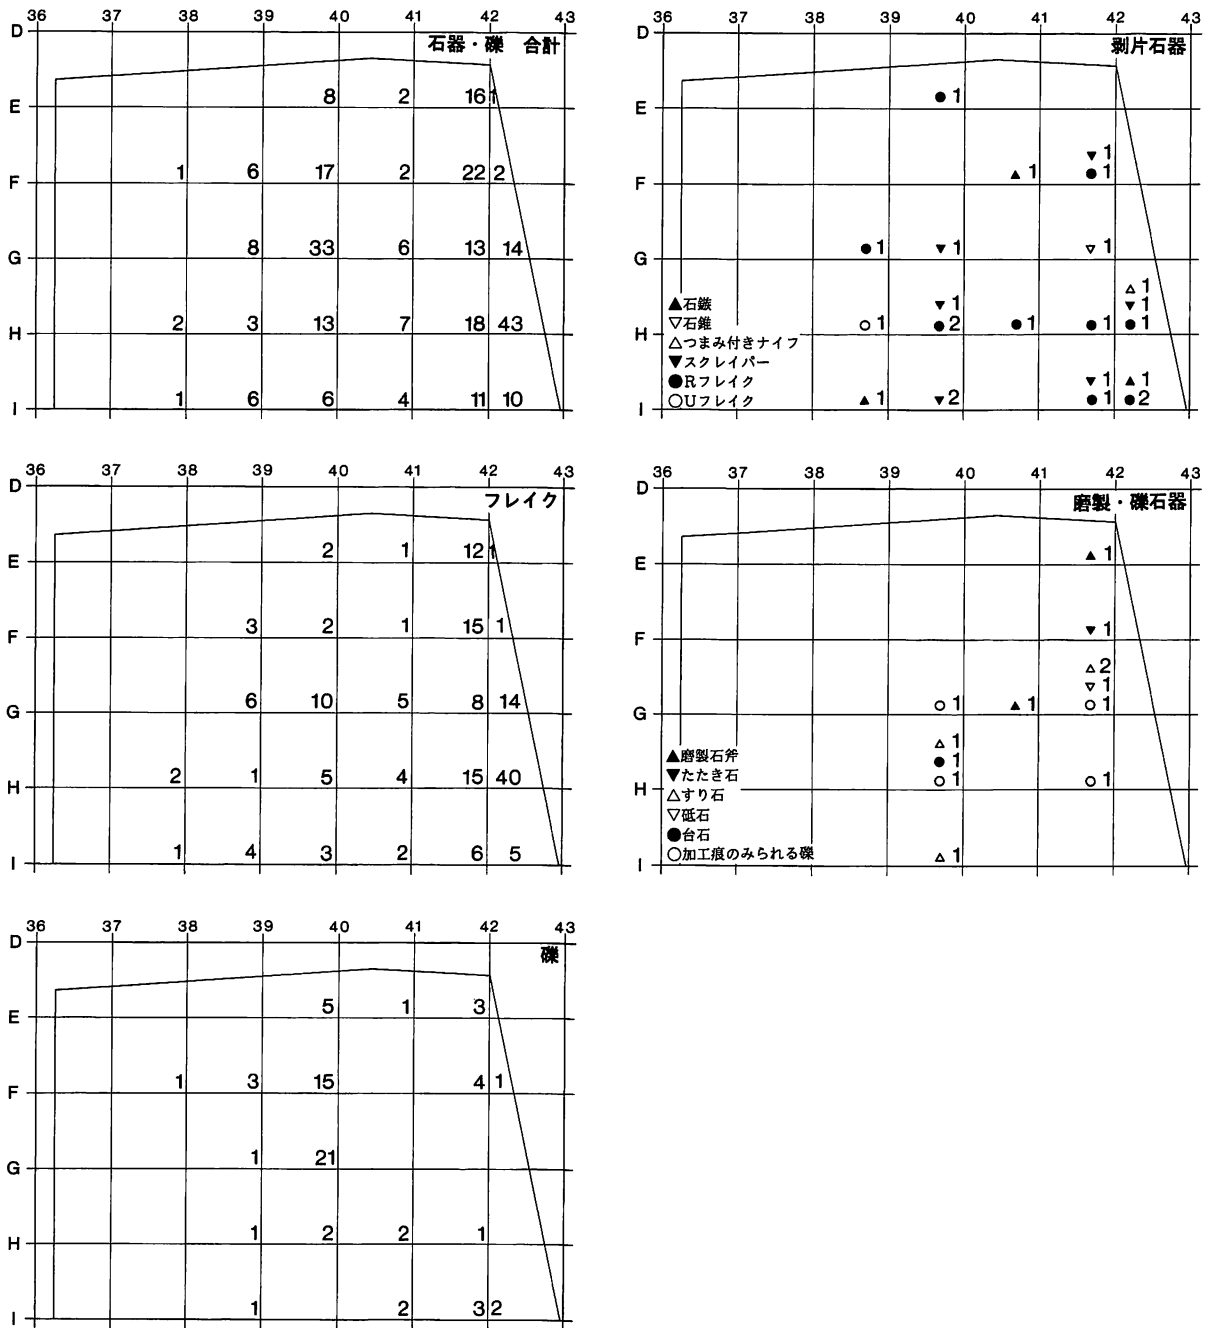 36 37 38 39 40 41 42 43
D
石器・礫 合計
8 2 16 1
E
1 6 17 2 22 2
F
8 33 6 13 14
G
2 3 13 7 18 43
H
1 6 6 4 11 10
I
36 37 38 39 40 41 42 43
D
剥片石器
●1
E
▼1
▲1 ●1
F
●1 ▼1 ▽1
G
△1
▲石鏃 ▼1 ▼1
▽石錐 ○1 ●2 ●1 ●1 ●1
H
△つまみ付きナイフ
▼スクレイパー
●Rフレイク ▼1 ▲1
○Uフレイク ▲1 ▼2 ●1 ●2
I
36 37 38 39 40 41 42 43
D
フレイク
2 1 12 1
E
3 2 1 15 1
F
6 10 5 8 14
G
2 1 5 4 15 40
H
1 4 3 2 6 5
I
36 37 38 39 40 41 42 43
D
磨製・礫石器
▲1
E
▼1
F
△2
▽1
○1 ▲1 ○1
G
△1
▲磨製石斧 ●1
▼たたき石 ○1 ○1
H
△すり石
▽砥石
●台石
○加工痕のみられる礫 △1
I
36 37 38 39 40 41 42 43
D
礫
5 1 3
E
1 3 15 4 1
F
1 21
G
1 2 2 1
H
1 2 3 2
I